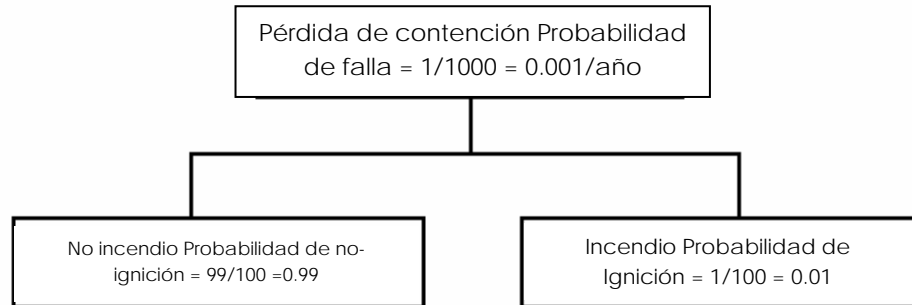 Pérdida de contención Probabilidad
de falla = 1/1000 = 0.001/año
No incendio Probabilidad de no-
ignición = 99/100 =0.99
Incendio Probabilidad de
Ignición = 1/100 = 0.01